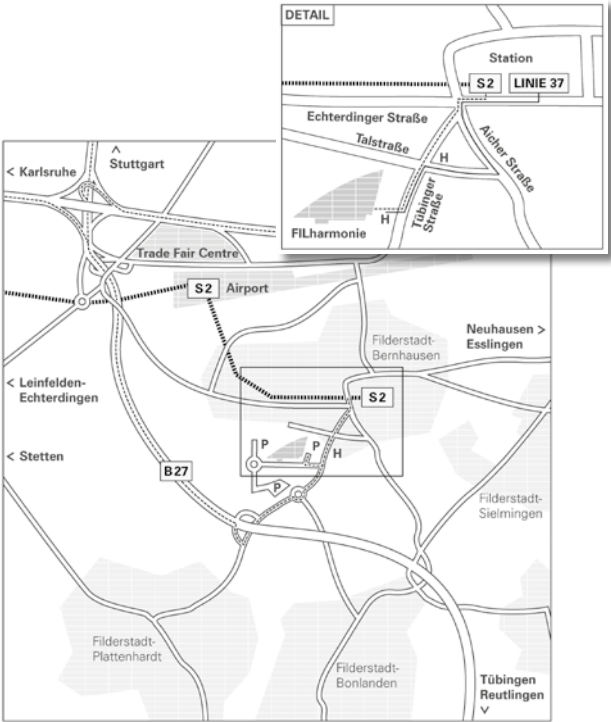 DETAIL
Station
S2
LINIE 37
Echterdinger Straße
Talstraße
H
Aicher Straße
Tübinger
Straße
H
FILharmonie
^
Stuttgart
< Karlsruhe
Trade Fair Centre
S2
Airport
Neuhausen >
Esslingen
Filderstadt-
Bernhausen
< Leinfelden-
Echterdingen
S2
P
P
H
< Stetten
B27
P
Filderstadt-
Sielmingen
Filderstadt-
Plattenhardt
Filderstadt-
Bonlanden
Tübingen
Reutlingen
v